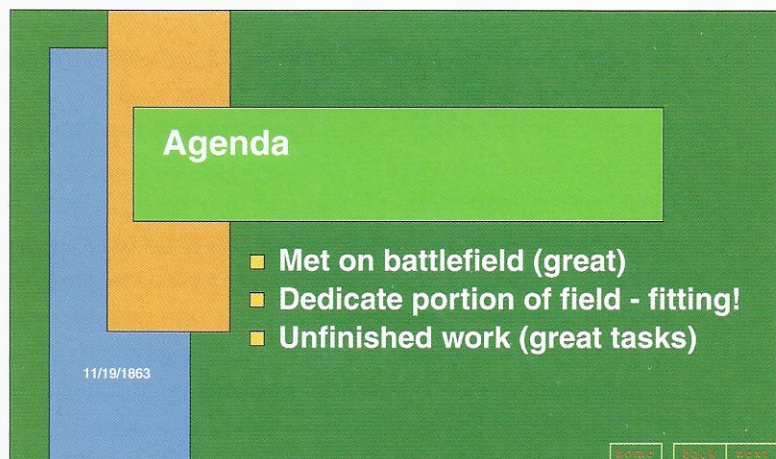 Agenda
Met on battlefield (great)
Dedicate portion of field - fitting!
Unfinished work (great tasks)
11/19/1863
home back next